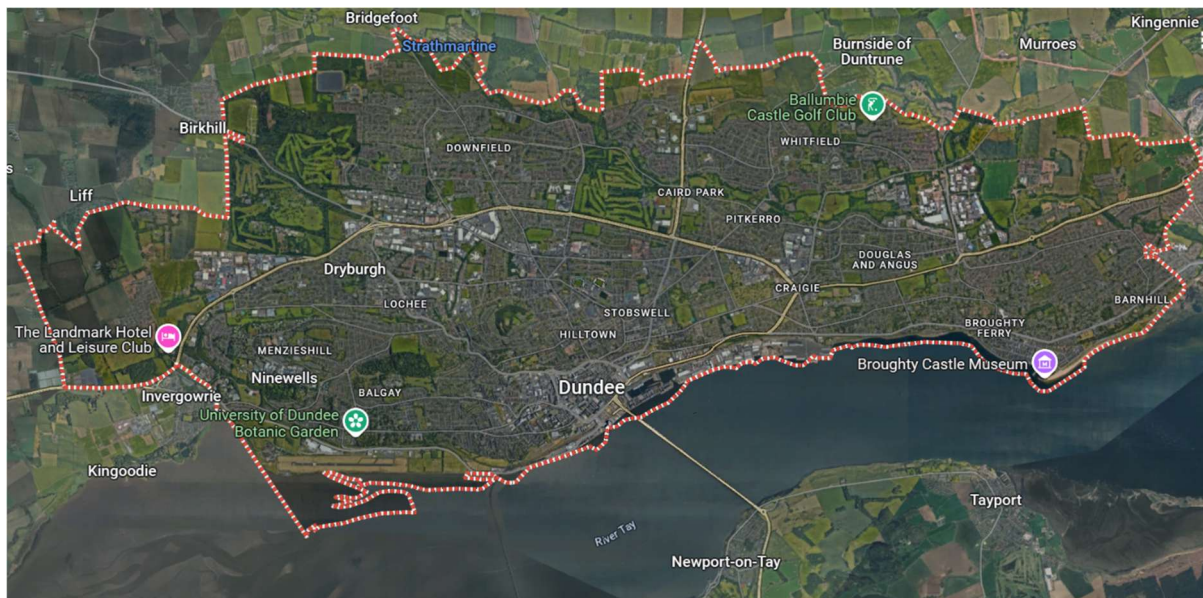 Bridgefoot
Kingennie
Strathmartine
Burnside of
Duntrune
Murroes
Ballumbie
Castle Golf Club
Birkhill
DOWNFIELD
WHITFIELD
s
Liff
CAIRD PARK
PITKERRO
DOUGLAS
AND ANGUS
Dryburgh
CRAIGIE
LOCHEE
BARNHILL
STOBSWELL
The Landmark Hotel
and Leisure Club
HILLTOWN
BROUGHTY
FERRY
MENZIESHILL
Broughty Castle Museum
Ninewells
Dundee
BALGAY
Invergowrie
University of Dundee
Botanic Garden
Kingoodie
Tayport
River Tay
Newport-on-Tay